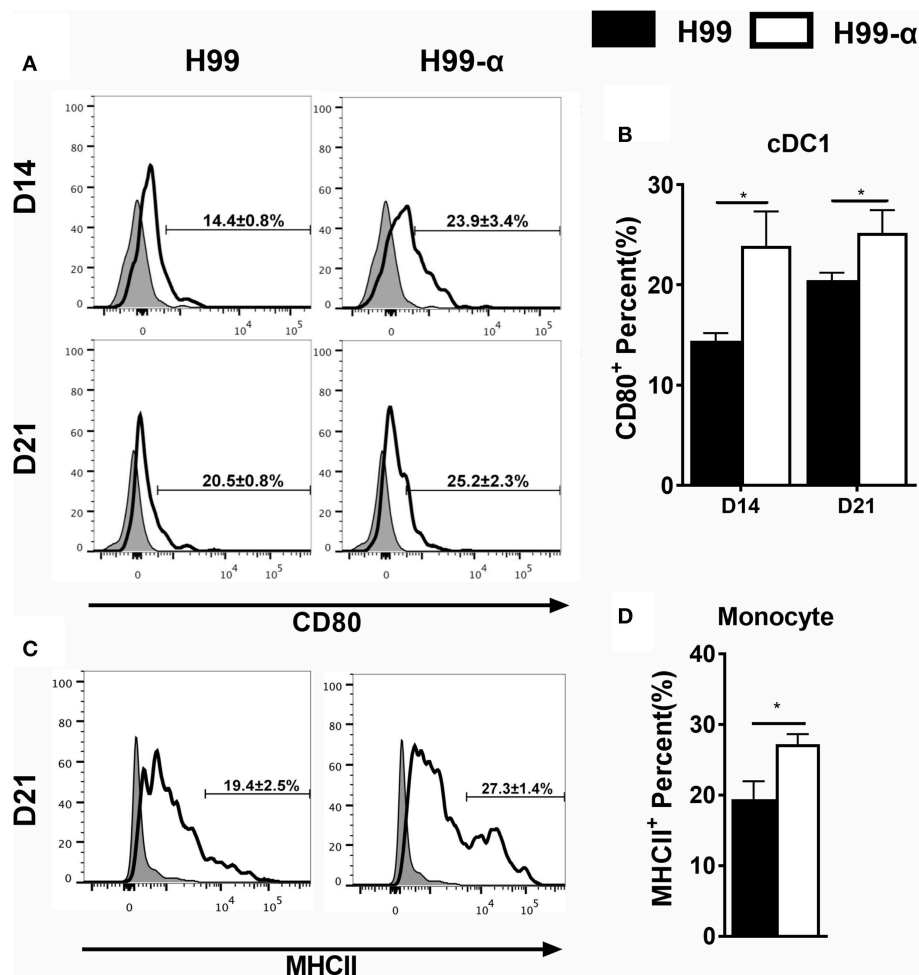 H99 H99-α
A H99 H99-α
D14
100 80 60 40 20 0
14.4±0.8%
0 10⁴ 10⁵
100 80 60 40 20 0
23.9±3.4%
0 10⁴ 10⁵
D21
100 80 60 40 20 0
20.5±0.8%
0 10⁴ 10⁵
100 80 60 40 20 0
25.2±2.3%
0 10⁴ 10⁵
CD80
B
cDC1
CD80⁺ Percent(%)
30
20
10
0
* *
D14 D21
C
D21
100 80 60 40 20 0
19.4±2.5%
0 10⁴ 10⁵
100 80 60 40 20 0
27.3±1.4%
0 10⁴ 10⁵
MHCII
D
Monocyte
MHCII⁺ Percent(%)
40
30
20
10
0
*